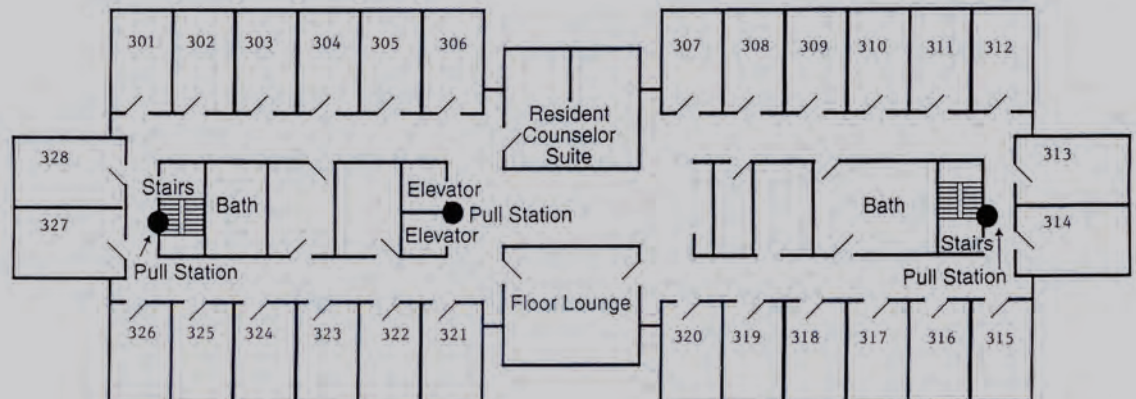 301 302 303 304 305 306
307 308 309 310 311 312
Resident
Counselor
Suite
328
313
Stairs
Bath
Elevator
Pull Station
Elevator
Bath
327
314
Stairs
Pull Station
Pull Station
Floor Lounge
326 325 324 323 322 321
320 319 318 317 316 315